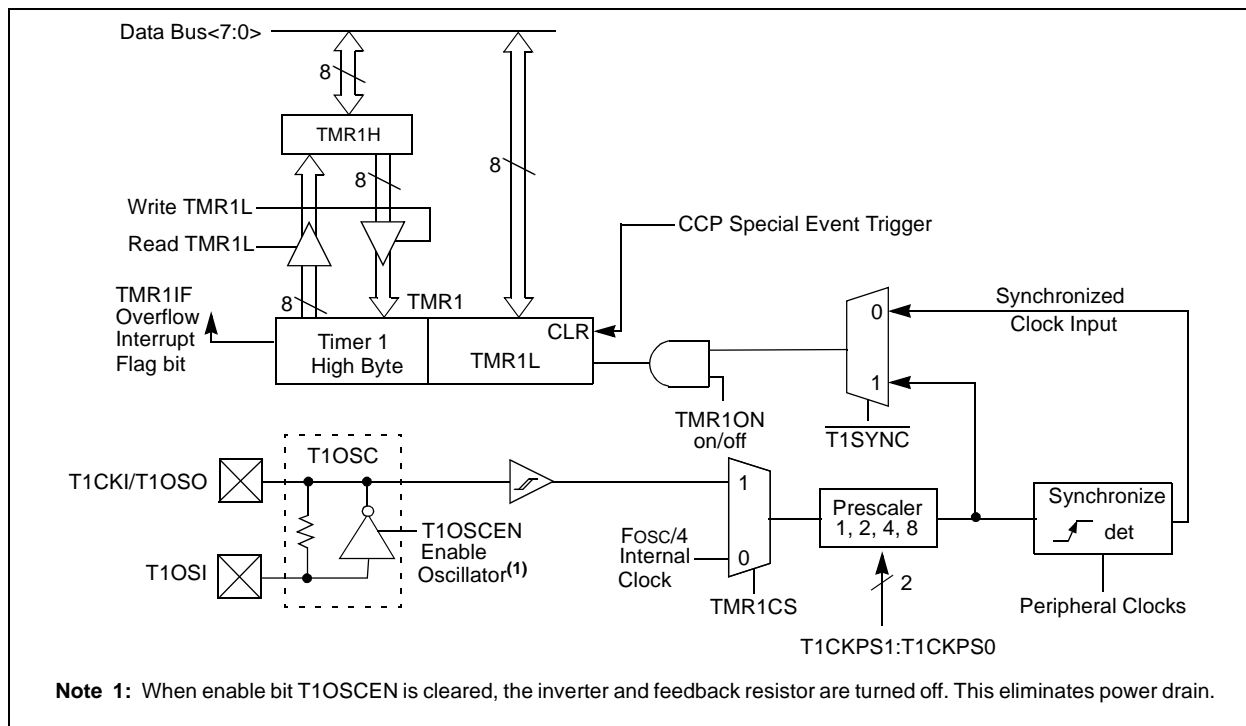 Data Bus<7:0>
8
TMR1H
8
8
Write TMR1L
CCP Special Event Trigger
Read TMR1L
TMR1IF
Overflow
Interrupt
Flag bit
8
TMR1
Timer 1
High Byte
TMR1L
CLR
0
1
Synchronized
Clock Input
TMR1ON
on/off
T1SYNC
T1OSC
T1CKI/T1OSO
T1OSCEN
Enable
Oscillator(1)
T1OSI
1
0
FOSC/4
Internal
Clock
TMR1CS
Prescaler
1, 2, 4, 8
2
T1CKPS1:T1CKPS0
Synchronize
det
Peripheral Clocks
Note 1: When enable bit T1OSCEN is cleared, the inverter and feedback resistor are turned off. This eliminates power drain.